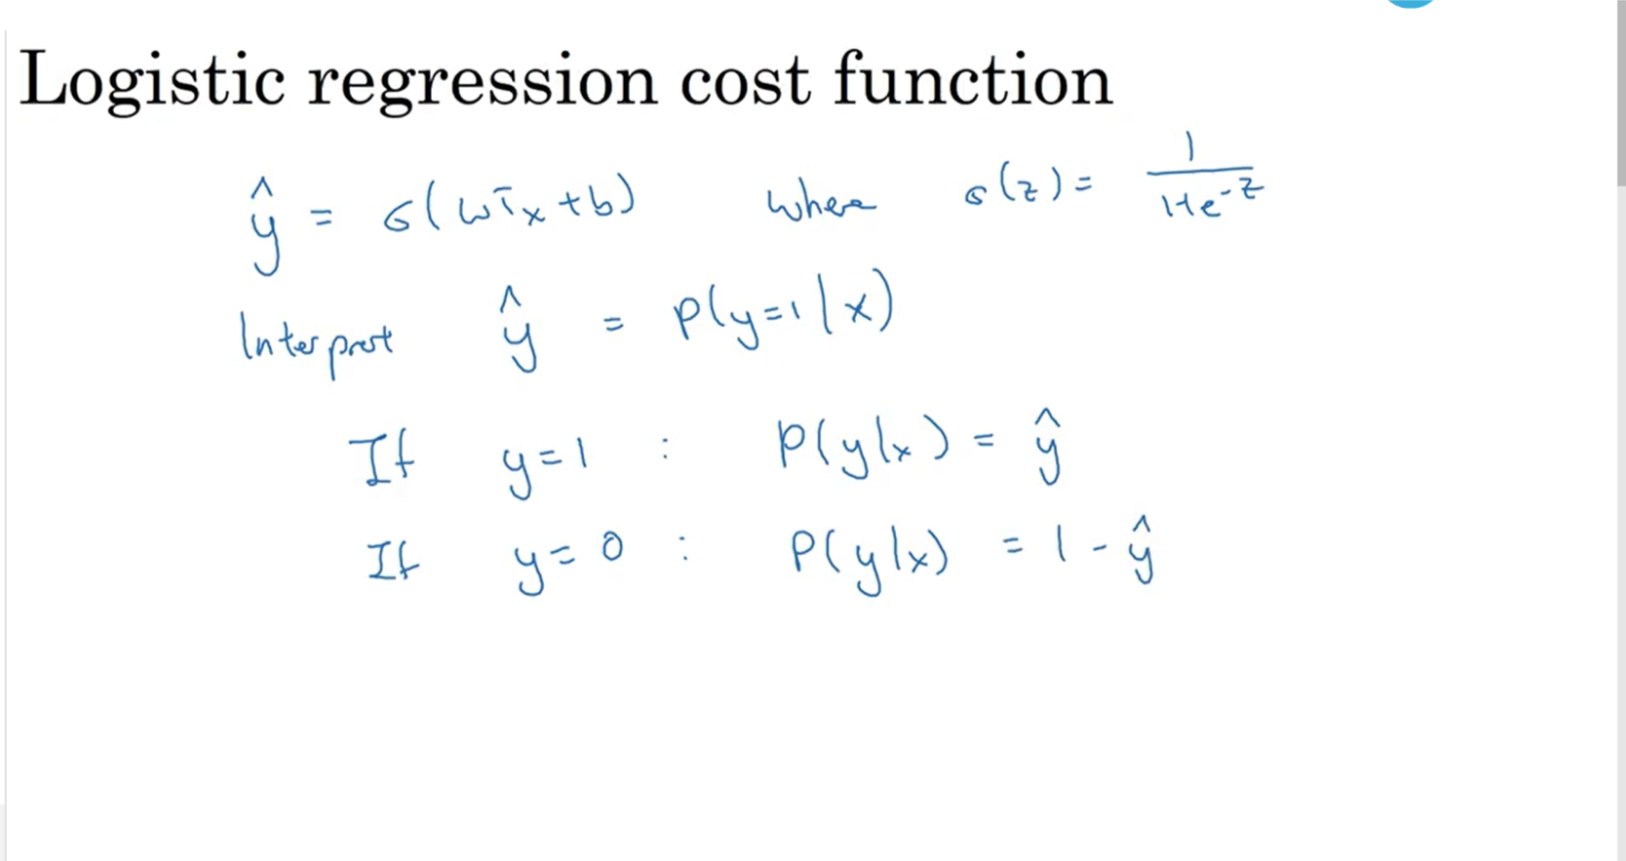 Logistic regression cost function
ŷ = σ(wᵀx + b) where σ(z) = 1/(1+e^-z)
Interpret ŷ = p(y=1|x)
If y=1 : p(y|x) = ŷ
If y=0 : p(y|x) = 1 - ŷ